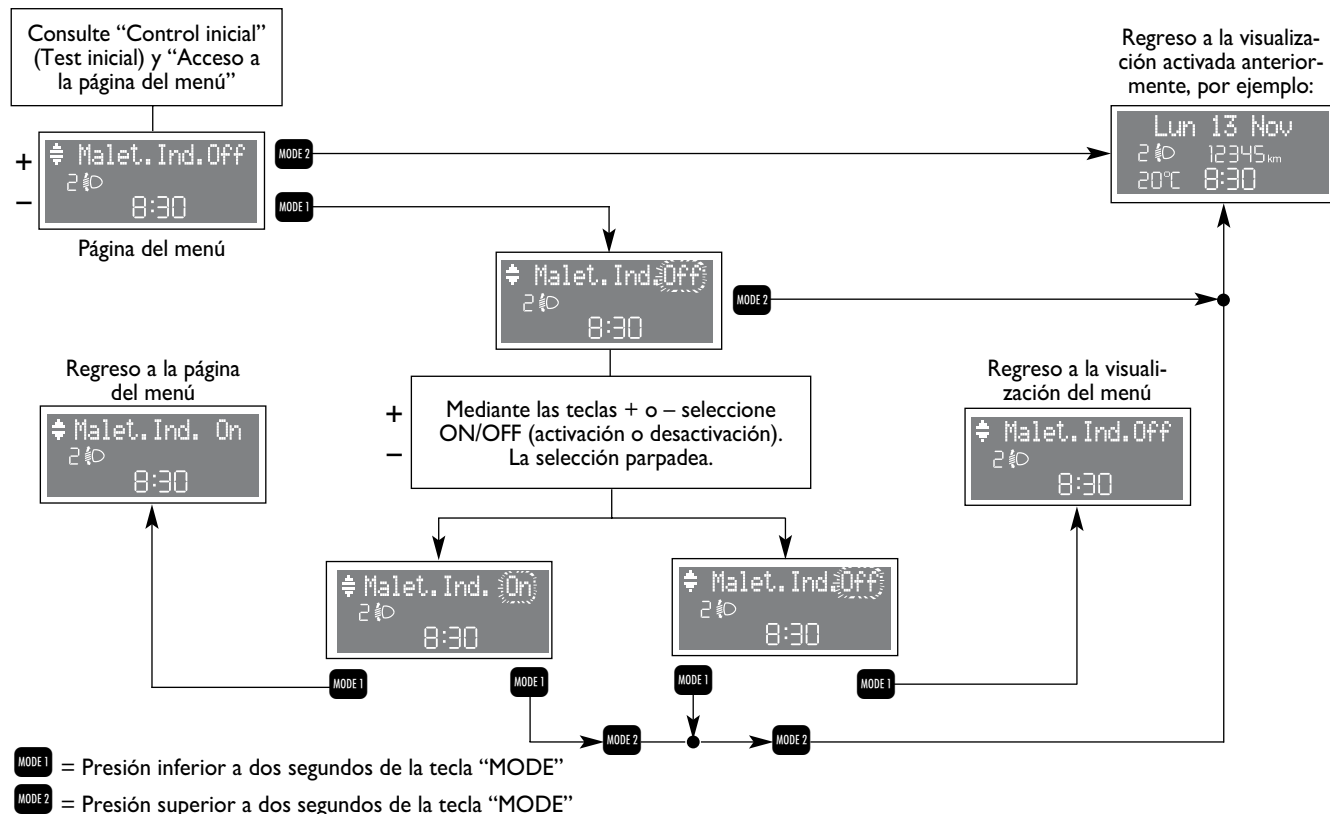 Consulte “Control inicial”
(Test inicial) y “Acceso a
la página del menú”
+
–
Malet.Ind.Off
2
8:30
Página del menú
MODE 2
MODE 1
Regreso a la visualiza-
ción activada anterior-
mente, por ejemplo:
Lun 13 Nov
2 12345 km
20°C 8:30
Malet.Ind.Off
2
8:30
MODE 2
+
–
Mediante las teclas + o – seleccione
ON/OFF (activación o desactivación).
La selección parpadea.
Regreso a la página
del menú
Malet.Ind. On
2
8:30
Regreso a la visuali-
zación del menú
Malet.Ind.Off
2
8:30
Malet.Ind. On
2
8:30
Malet.Ind.Off
2
8:30
MODE 1
MODE 1
MODE 1
MODE 1
MODE 2
MODE 2
MODE 1 = Presión inferior a dos segundos de la tecla “MODE”
MODE 2 = Presión superior a dos segundos de la tecla “MODE”